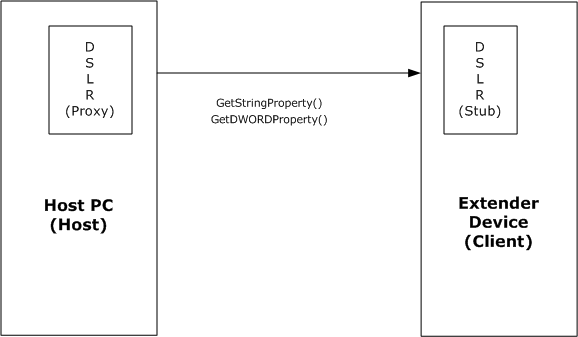 D
S
L
R
(Proxy)
Host PC
(Host)
GetStringProperty()
GetDWORDProperty()
D
S
L
R
(Stub)
Extender
Device
(Client)